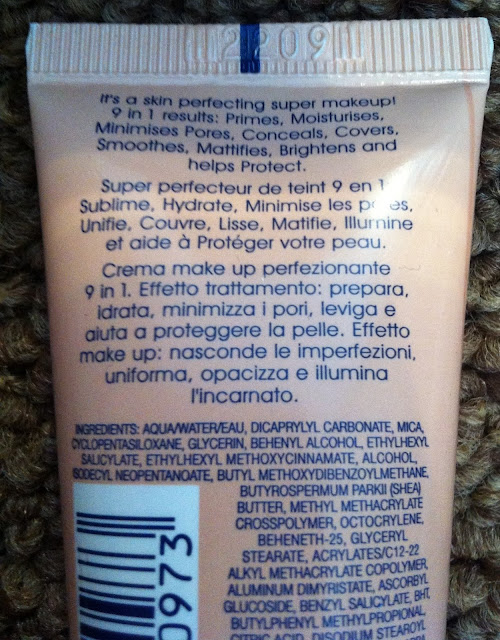 2209
It's a skin perfecting super makeup!
9 in 1 results: Primes, Moisturises,
Minimises Pores, Conceals, Covers,
Smoothes, Mattifies, Brightens and
helps Protect.
Super perfecteur de teint 9 en 1
Sublime, Hydrate, Minimise les pores,
Unifie, Couvre, Lisse, Matifie, Illumine
et aide à Protéger votre peau.
Crema make up perfezionante
9 in 1. Effetto trattamento: prepara,
idrata, minimizza i pori, leviga e
aiuta a proteggere la pelle. Effetto
make up: nasconde le imperfezioni,
uniforma, opacizza e illumina
l'incarnato.
INGREDIENTS: AQUA/WATER/EAU, DICAPRYLYL CARBONATE, MICA,
CYCLOPENTASILOXANE, GLYCERIN, BEHENYL ALCOHOL, ETHYLHEXYL
SALICYLATE, ETHYLHEXYL METHOXYCINNAMATE, ALCOHOL,
ISODECYL NEOPENTANOATE, BUTYL METHOXYDIBENZOYLMETHANE,
BUTYROSPERMUM PARKII (SHEA)
BUTTER, METHYL METHACRYLATE
CROSSPOLYMER, OCTOCRYLENE,
BEHENETH-25, GLYCERYL
STEARATE, ACRYLATES/C12-22
ALKYL METHACRYLATE COPOLYMER,
ALUMINUM DIMYRISTATE, ASCORBYL
GLUCOSIDE, BENZYL SALICYLATE, BHT,
BUTYLPHENYL METHYLPROPIONAL,
CITRIC ACID, DISODIUM STEAROYL
0973